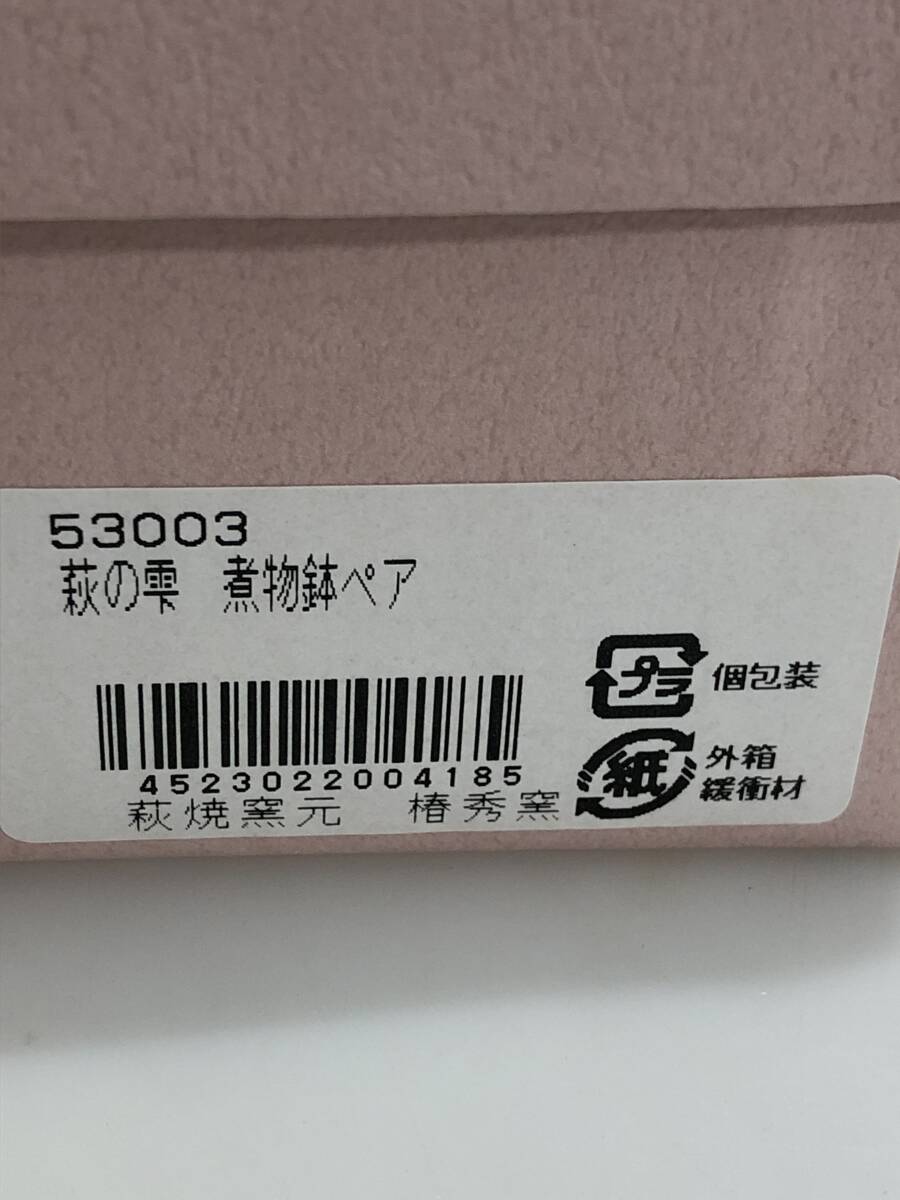 53003
萩の雫 煮物鉢ペア
プラ 個包装
紙 外箱
緩衝材
4523022004185
萩焼窯元 椿秀窯